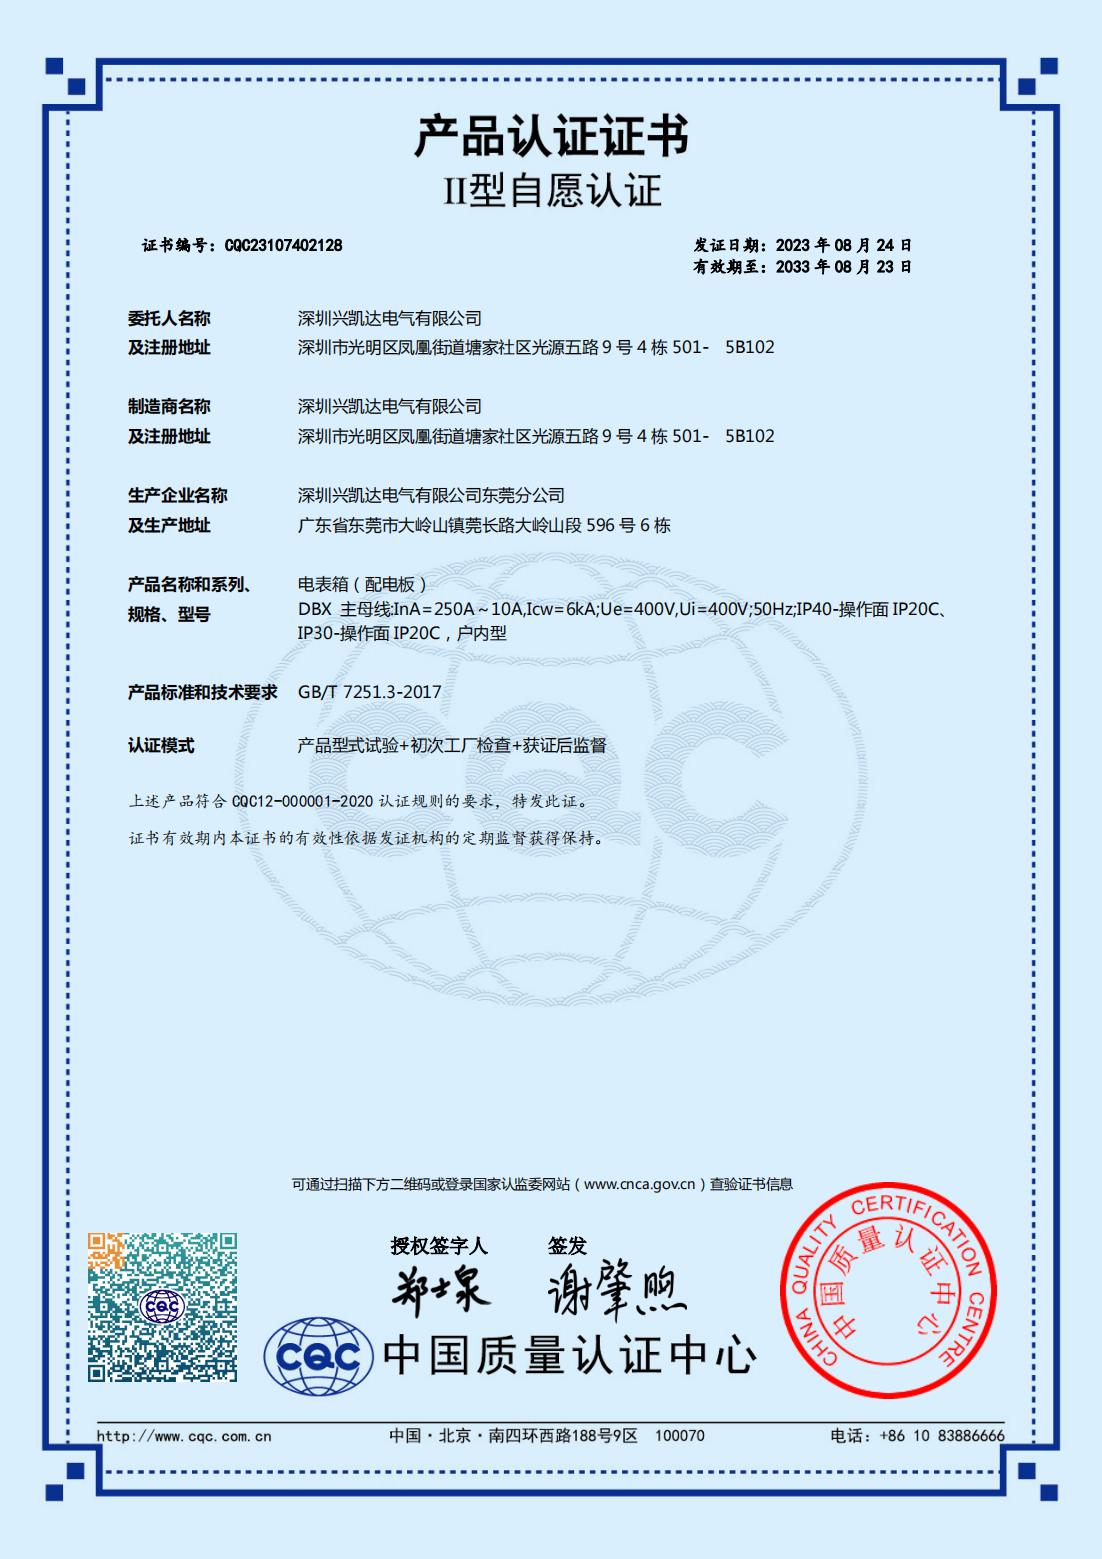 产品认证证书
II型自愿认证
证书编号：CQC23107402128
发证日期：2023 年 08 月 24 日
有效期至：2033 年 08 月 23 日
委托人名称 深圳兴凯达电气有限公司
及注册地址 深圳市光明区凤凰街道塘家社区光源五路 9 号 4 栋 501- 5B102
制造商名称 深圳兴凯达电气有限公司
及注册地址 深圳市光明区凤凰街道塘家社区光源五路 9 号 4 栋 501- 5B102
生产企业名称 深圳兴凯达电气有限公司东莞分公司
及生产地址 广东省东莞市大岭山镇莞长路大岭山段 596 号 6 栋
产品名称和系列、 电表箱（配电板）
规格、型号 DBX 主母线:InA=250A～10A,Icw=6kA;Ue=400V,Ui=400V;50Hz;IP40-操作面 IP20C、
IP30-操作面 IP20C，户内型
产品标准和技术要求 GB/T 7251.3-2017
认证模式 产品型式试验+初次工厂检查+获证后监督
上述产品符合 CQC12-000001-2020 认证规则的要求，特发此证。
证书有效期内本证书的有效性依据发证机构的定期监督获得保持。
CQC
可通过扫描下方二维码或登录国家认监委网站（www.cnca.gov.cn）查验证书信息
授权签字人 签发
郑士泉 谢肇煦
CQC
CQC 中国质量认证中心
CHINA QUALITY CERTIFICATION CENTRE
中国质量认证中心
http://www.cqc.com.cn 中国·北京·南四环西路188号9区 100070 电话：+86 10 83886666